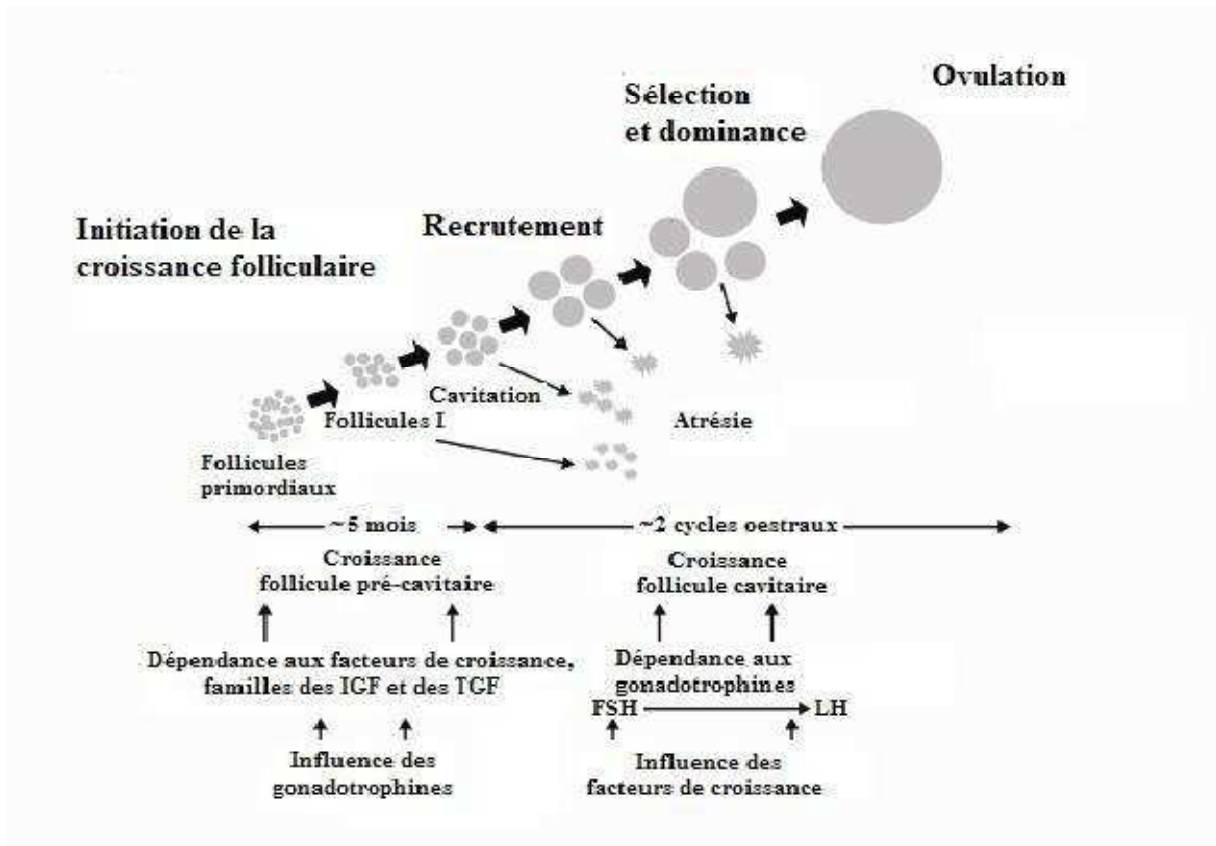 Ovulation
Sélection
et dominance
Recrutement
Initiation de la
croissance folliculaire
Cavitation
Follicules I
Atrésie
Follicules
primordiaux
~5 mois
~2 cycles oestraux
Croissance
follicule pré-cavitaire
Croissance
follicule cavitaire
Dépendance aux facteurs de croissance,
familles des IGF et des TGF
Dépendance aux
gonadotrophines
FSH
LH
Influence des
gonadotrophines
Influence des
facteurs de croissance